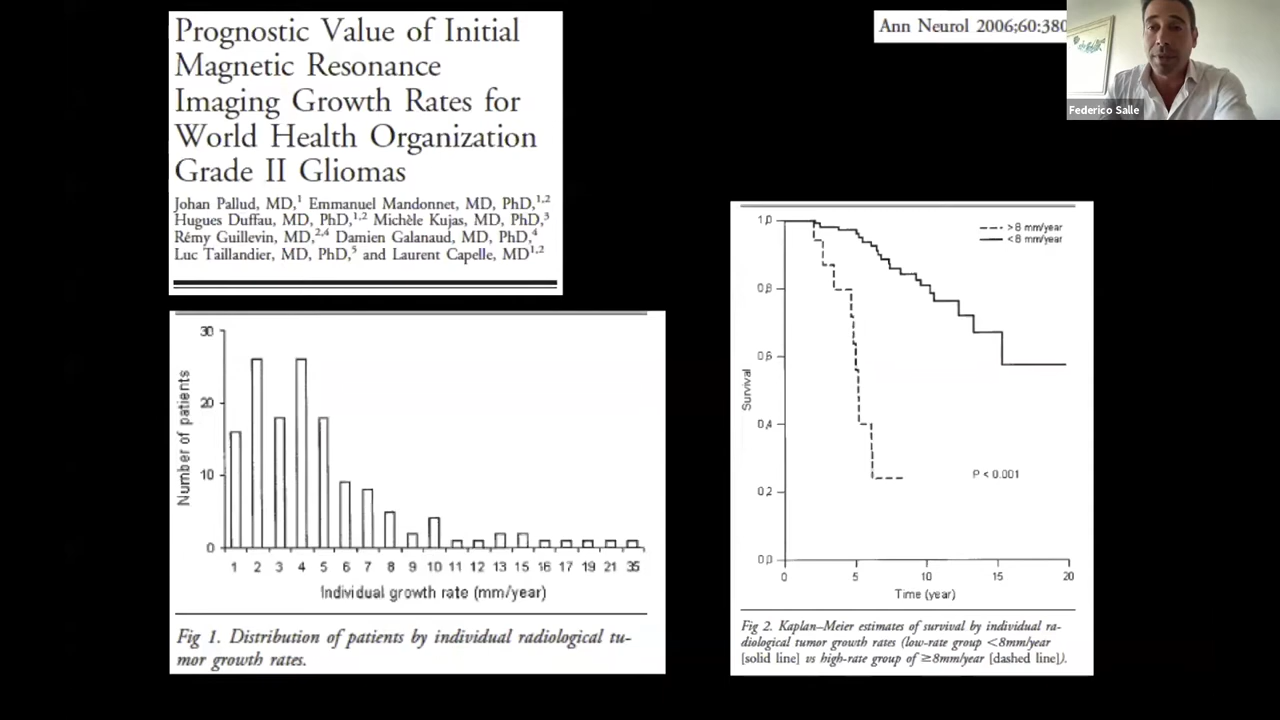 Prognostic Value of Initial
Magnetic Resonance
Imaging Growth Rates for
World Health Organization
Grade II Gliomas
Johan Pallud, MD,¹ Emmanuel Mandonnet, MD, PhD,¹,²
Hugues Duffau, MD, PhD,¹,² Michèle Kujas, MD, PhD,³
Rémy Guillevin, MD,²,⁴ Damien Galanaud, MD, PhD,⁴
Luc Taillandier, MD, PhD,⁵ and Laurent Capelle, MD¹,²
Ann Neurol 2006;60:380
Federico Salle
30
20
10
0
Number of patients
1 2 3 4 5 6 7 8 9 10 11 12 13 15 16 17 19 21 35
Individual growth rate (mm/year)
Fig 1. Distribution of patients by individual radiological tu-
mor growth rates.
1,0
0,8
0,6
0,4
0,2
0,0
Survival
> 8 mm/year
< 8 mm/year
P < 0.001
0 5 10 15 20
Time (year)
Fig 2. Kaplan–Meier estimates of survival by individual ra-
diological tumor growth rates (low-rate group <8mm/year
[solid line] vs high-rate group of ≥8mm/year [dashed line]).